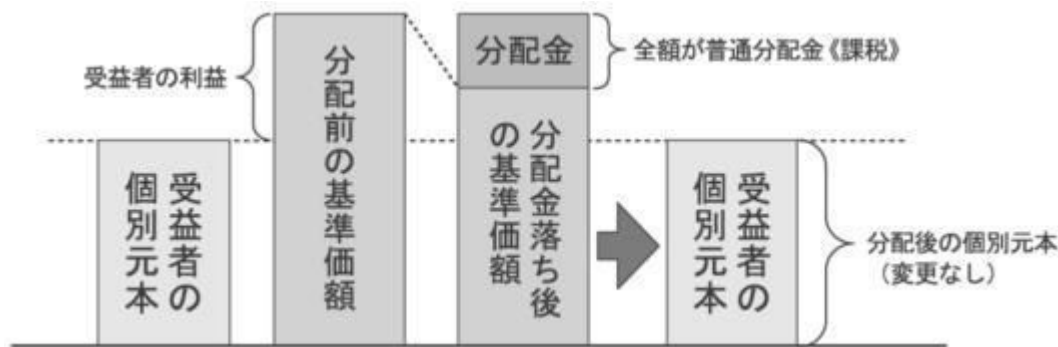 受益者の利益
受益者の
個別元本
分配前の基準価額
分配金
分配金落ち後
の基準価額
全額が普通分配金《課税》
受益者の
個別元本
分配後の個別元本
（変更なし）